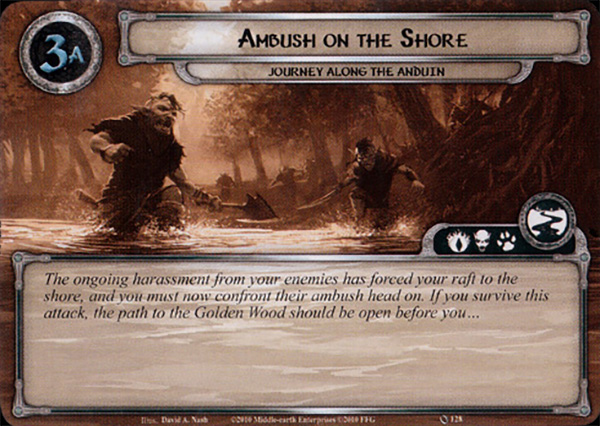 3A
AMBUSH ON THE SHORE
JOURNEY ALONG THE ANDUIN
The ongoing harassment from your enemies has forced your raft to the
shore, and you must now confront their ambush head on. If you survive this
attack, the path to the Golden Wood should be open before you…
Illus. David A. Nash ©2010 Middle-earth Enterprises ©2010 FFG 128